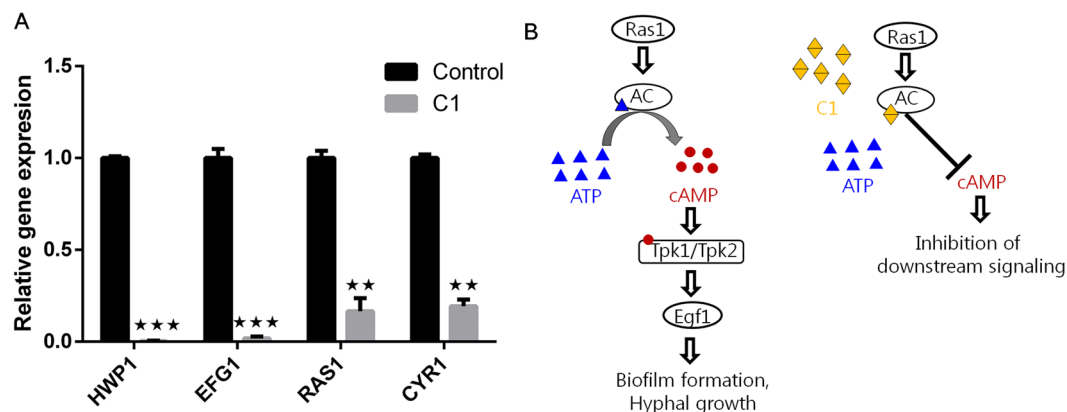 A
Relative gene expresion
1.5
1.0
0.5
0.0
Control
C1
★★★
★★★
★★
★★
HWP1
EFG1
RAS1
CYR1
B
Ras1
AC
ATP
cAMP
Tpk1/Tpk2
Egf1
Biofilm formation,
Hyphal growth
C1
Ras1
AC
ATP
cAMP
Inhibition of
downstream signaling